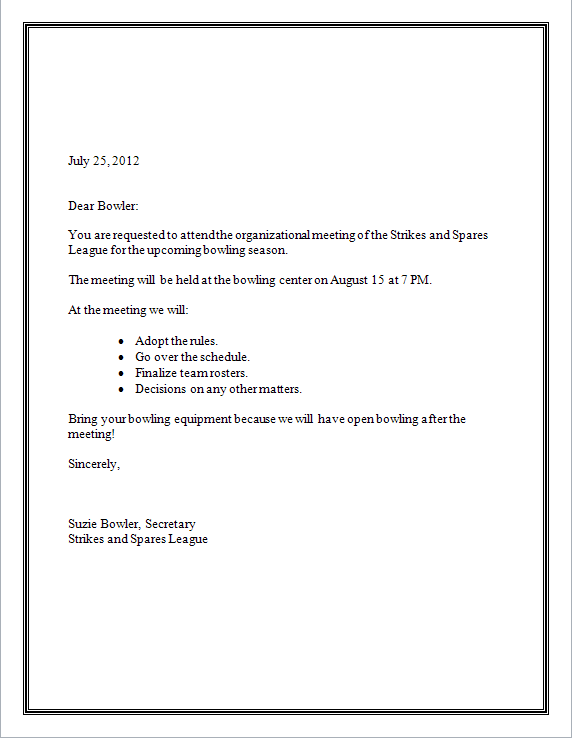 July 25, 2012
Dear Bowler:
You are requested to attend the organizational meeting of the Strikes and Spares
League for the upcoming bowling season.
The meeting will be held at the bowling center on August 15 at 7 PM.
At the meeting we will:
• Adopt the rules.
• Go over the schedule.
• Finalize team rosters.
• Decisions on any other matters.
Bring your bowling equipment because we will have open bowling after the
meeting!
Sincerely,
Suzie Bowler, Secretary
Strikes and Spares League